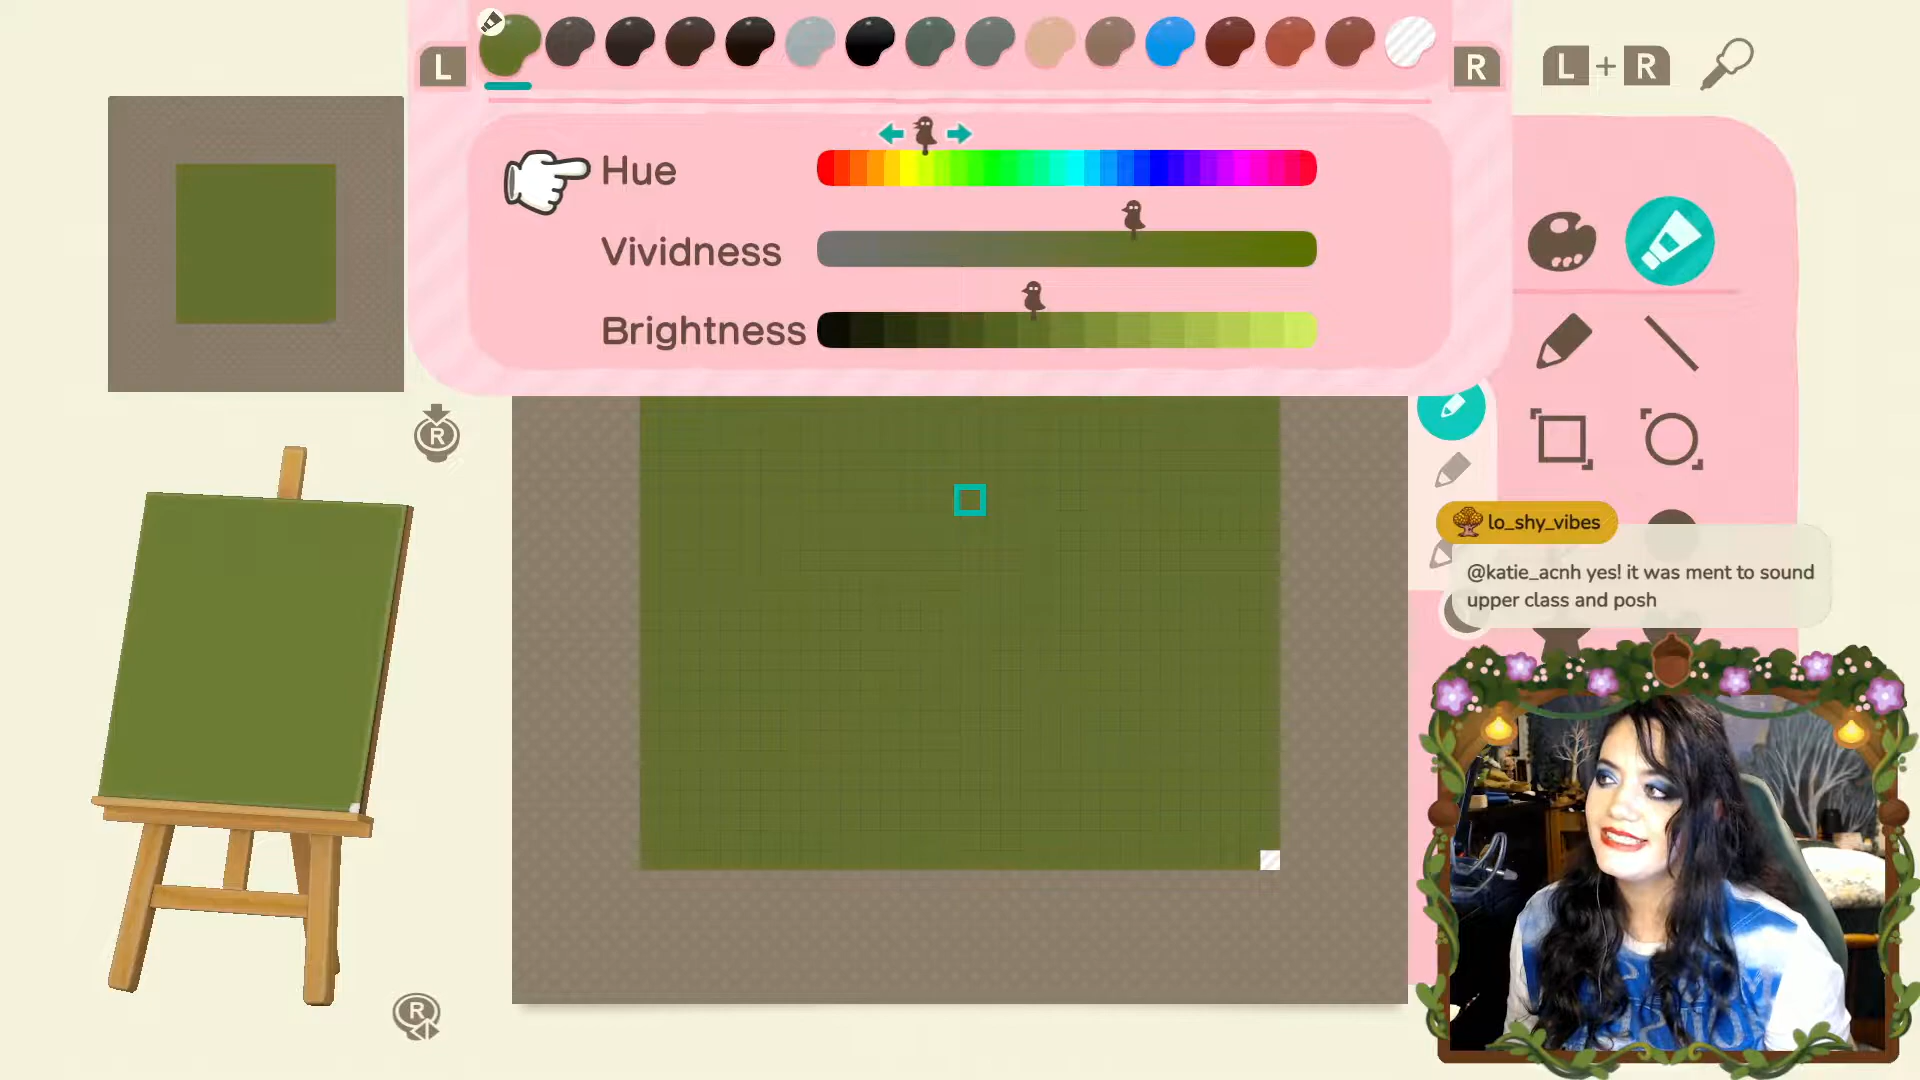 L
R
L + R
Hue
Vividness
Brightness
R
lo_shy_vibes
@katie_acnh yes! it was ment to sound
upper class and posh
R